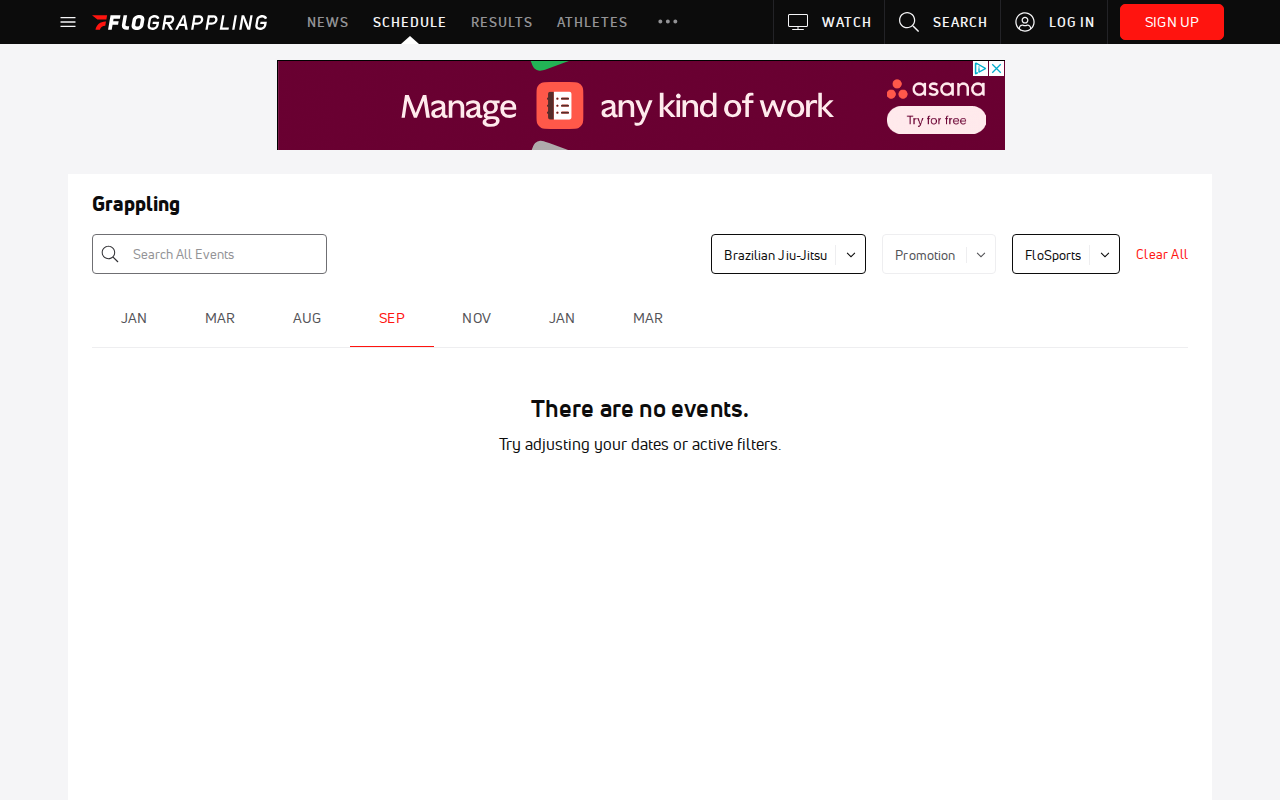 FLOGRAPPLING NEWS SCHEDULE RESULTS ATHLETES WATCH SEARCH LOG IN SIGN UP
Manage any kind of work asana
Try for free
Grappling
Search All Events Brazilian Jiu-Jitsu Promotion FloSports Clear All
JAN MAR AUG SEP NOV JAN MAR
There are no events.
Try adjusting your dates or active filters.